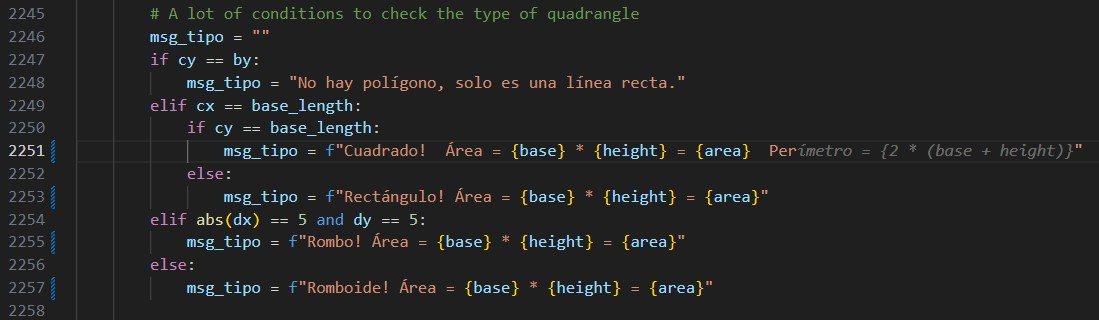 2245 # A lot of conditions to check the type of quadrangle
2246 msg_tipo = ""
2247 if cy == by:
2248 msg_tipo = "No hay polígono, solo es una línea recta."
2249 elif cx == base_length:
2250 if cy == base_length:
2251 msg_tipo = f"Cuadrado!  Área = {base} * {height} = {area}  Perímetro = {2 * (base + height)}"
2252 else:
2253 msg_tipo = f"Rectángulo! Área = {base} * {height} = {area}"
2254 elif abs(dx) == 5 and dy == 5:
2255 msg_tipo = f"Rombo! Área = {base} * {height} = {area}"
2256 else:
2257 msg_tipo = f"Romboide! Área = {base} * {height} = {area}"
2258